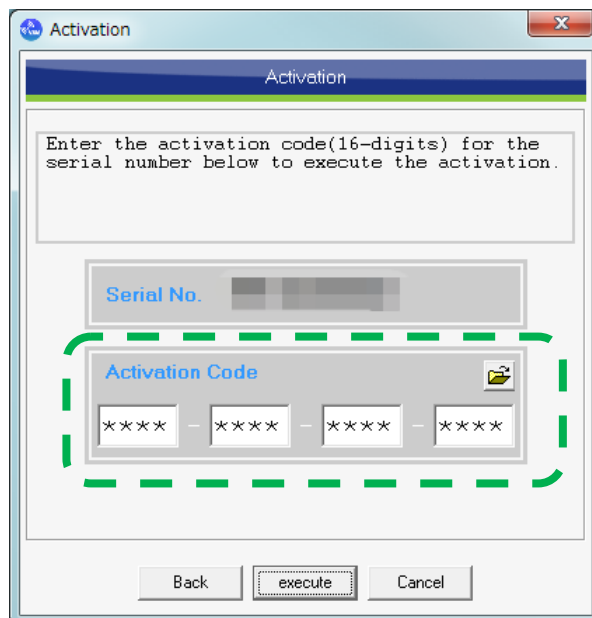 Activation
Activation
Enter the activation code(16-digits) for the
serial number below to execute the activation.
Serial No.
Activation Code
**** - **** - **** - ****
Back execute Cancel